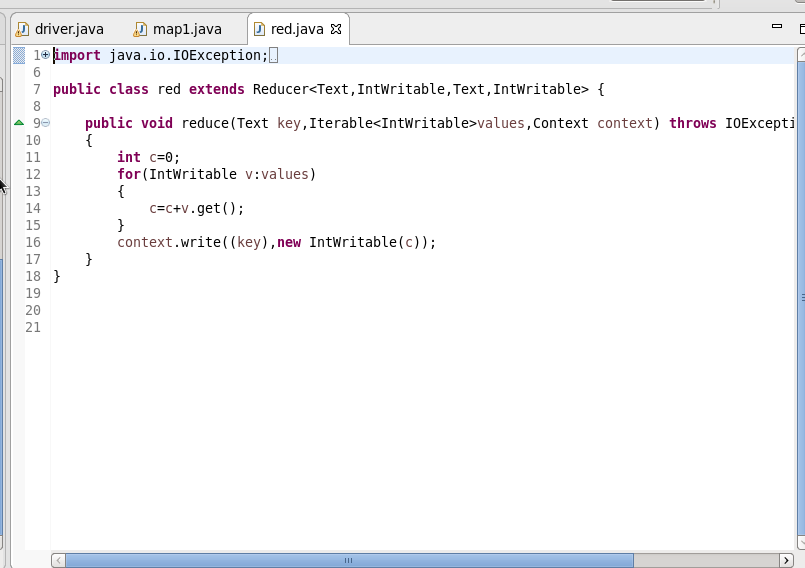 driver.java map1.java red.java
1 import java.io.IOException;
6
7 public class red extends Reducer<Text,IntWritable,Text,IntWritable> {
8
9 public void reduce(Text key,Iterable<IntWritable>values,Context context) throws IOExcepti
10 {
11 int c=0;
12 for(IntWritable v:values)
13 {
14 c=c+v.get();
15 }
16 context.write((key),new IntWritable(c));
17 }
18 }
19
20
21